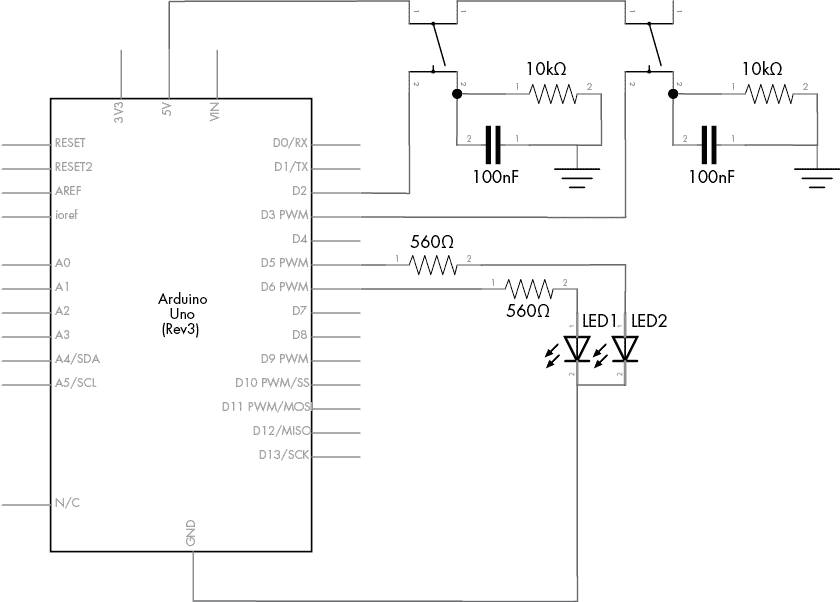 1
1
1
1
10kΩ
10kΩ
2
1
2
2
1
2
3V3
5V
VIN
RESET
D0/RX
2
1
2
1
RESET2
D1/TX
100nF
100nF
AREF
D2
ioref
D3 PWM
D4
560Ω
A0
D5 PWM
1
2
A1
D6 PWM
1
2
Arduino
Uno
(Rev3)
A2
D7
560Ω
LED1
LED2
1
1
A3
D8
A4/SDA
D9 PWM
2
2
A5/SCL
D10 PWM/SS
D11 PWM/MOSI
D12/MISO
D13/SCK
N/C
GND